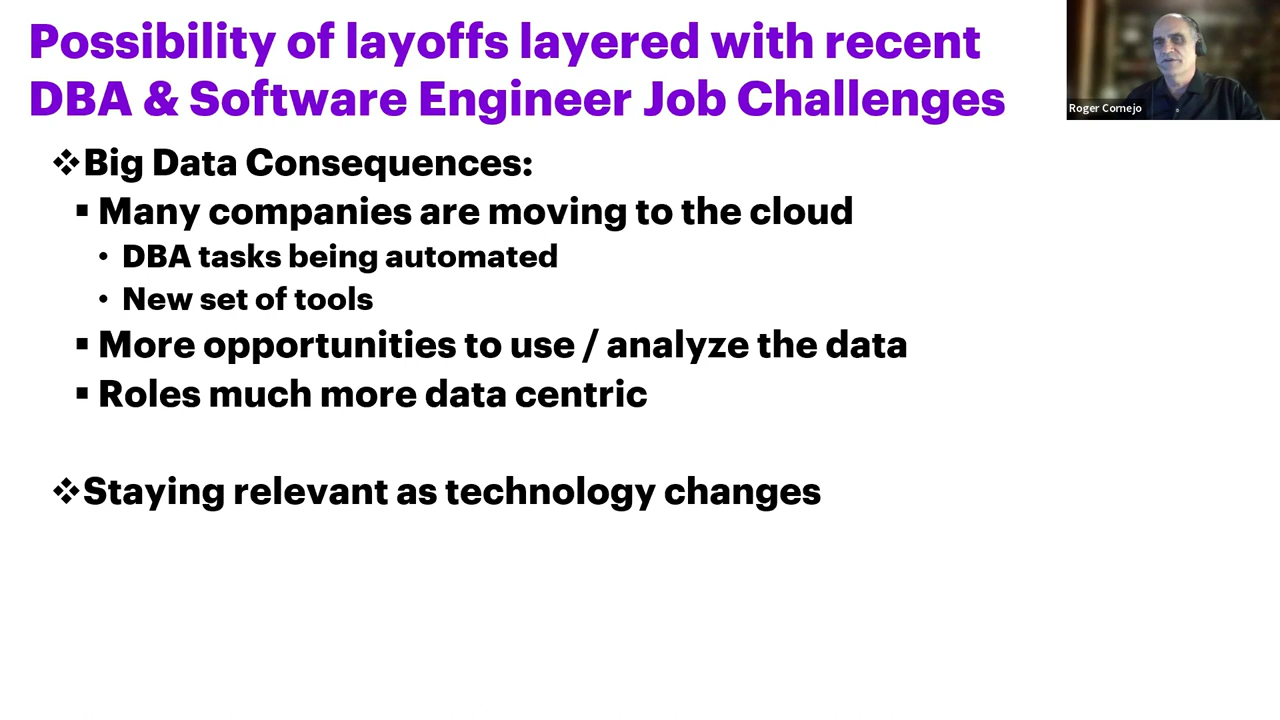 Possibility of layoffs layered with recent
DBA & Software Engineer Job Challenges
Roger Cornejo
❖Big Data Consequences:
▪ Many companies are moving to the cloud
• DBA tasks being automated
• New set of tools
▪ More opportunities to use / analyze the data
▪ Roles much more data centric
❖Staying relevant as technology changes